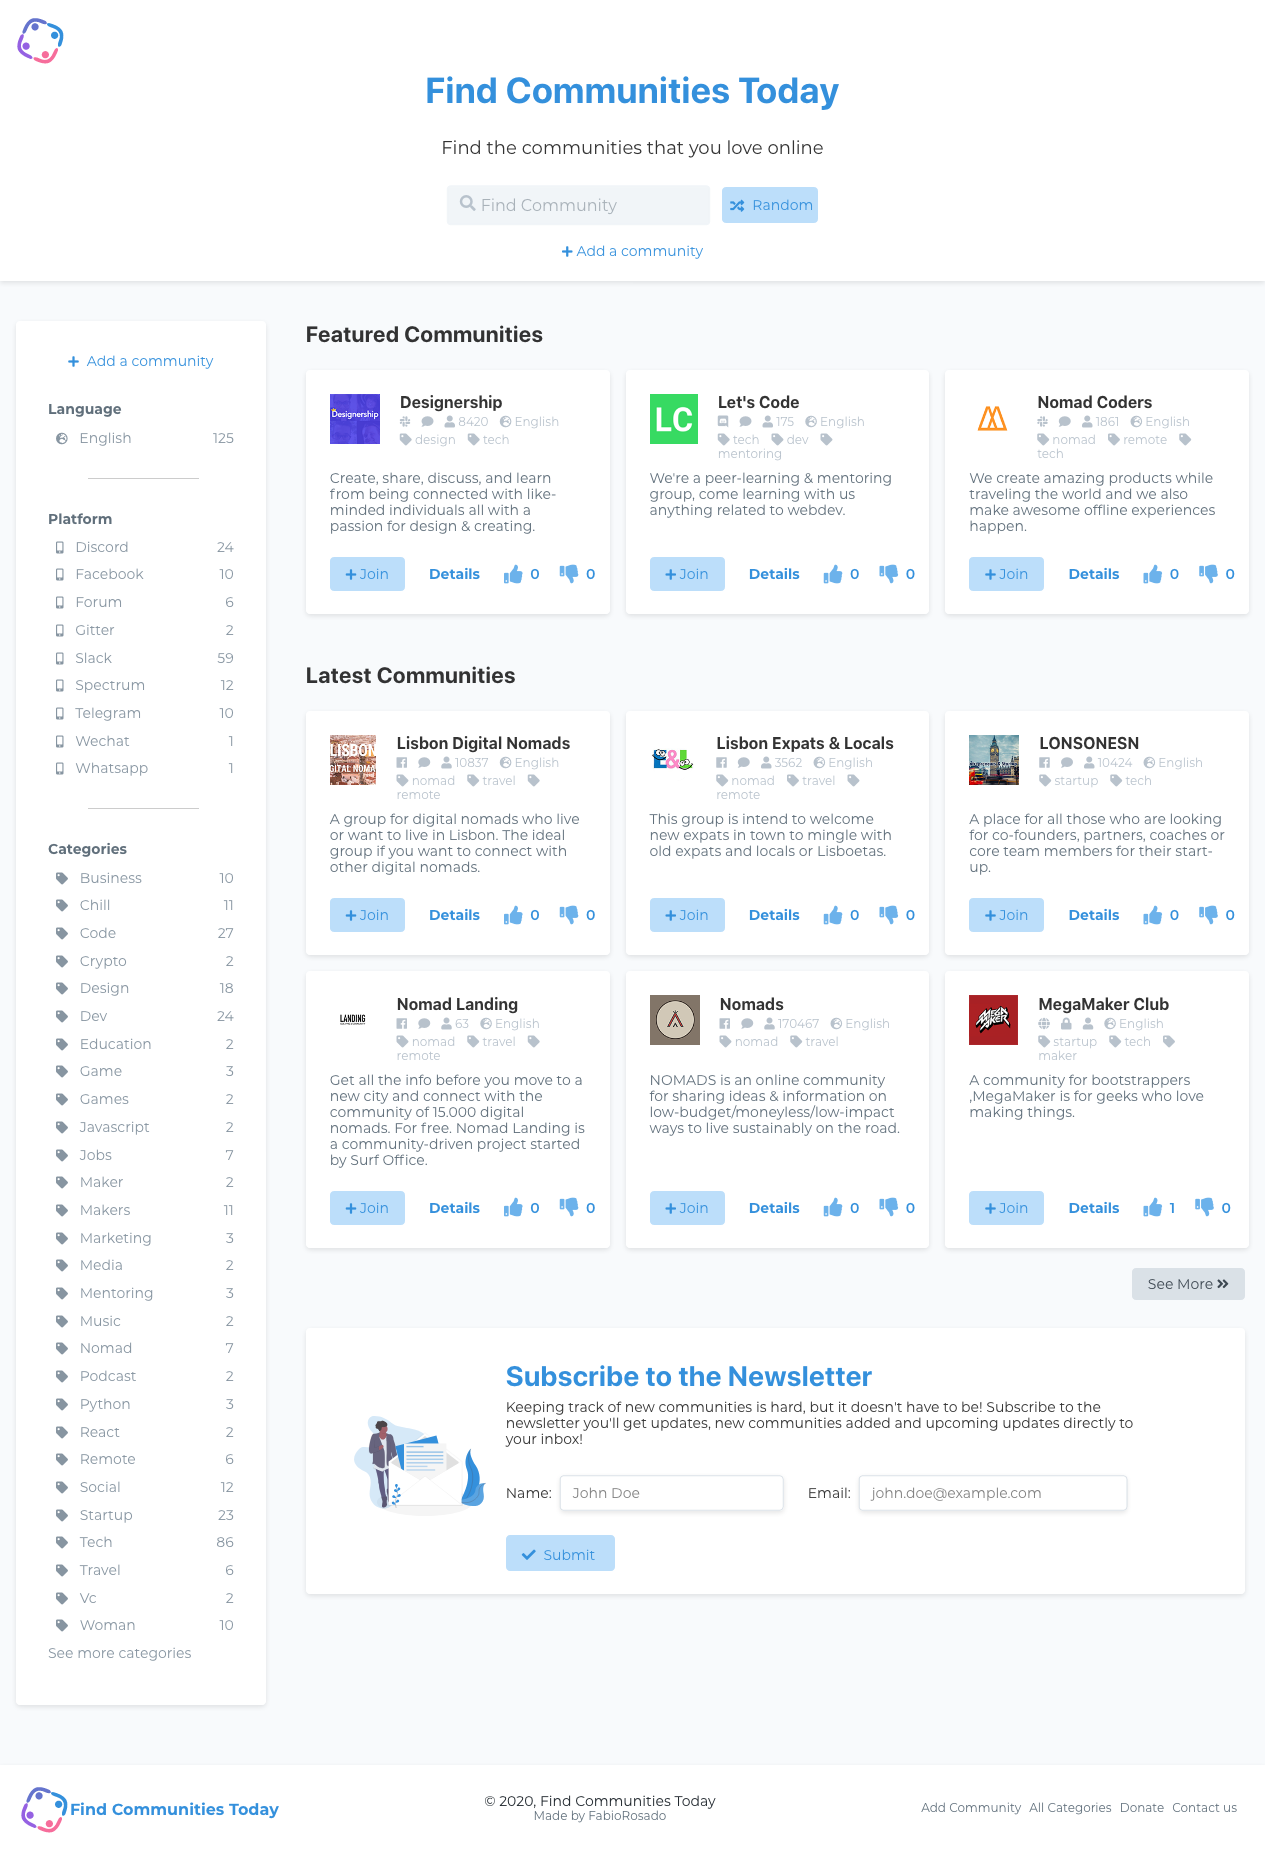 Find Communities Today
Find the communities that you love online
Find Community
Random
Add a community
Add a community
Language
English 125
Platform
Discord 24
Facebook 10
Forum 6
Gitter 2
Slack 59
Spectrum 12
Telegram 10
Wechat 1
Whatsapp 1
Categories
Business 10
Chill 11
Code 27
Crypto 2
Design 18
Dev 24
Education 2
Game 3
Games 2
Javascript 2
Jobs 7
Maker 2
Makers 11
Marketing 3
Media 2
Mentoring 3
Music 2
Nomad 7
Podcast 2
Python 3
React 2
Remote 6
Social 12
Startup 23
Tech 86
Travel 6
Vc 2
Woman 10
See more categories
Featured Communities
Designership
Designership
8420 English
design tech
Create, share, discuss, and learn
from being connected with like-
minded individuals all with a
passion for design & creating.
Join Details 0 0
LC
Let's Code
175 English
tech dev
mentoring
We're a peer-learning & mentoring
group, come learning with us
anything related to webdev.
Join Details 0 0
Nomad Coders
1861 English
nomad remote
tech
We create amazing products while
traveling the world and we also
make awesome offline experiences
happen.
Join Details 0 0
Latest Communities
LISBON
Lisbon Digital Nomads
10837 English
nomad travel
remote
A group for digital nomads who live
or want to live in Lisbon. The ideal
group if you want to connect with
other digital nomads.
Join Details 0 0
E&L
Lisbon Expats & Locals
3562 English
nomad travel
remote
This group is intend to welcome
new expats in town to mingle with
old expats and locals or Lisboetas.
Join Details 0 0
LONSONESN
10424 English
startup tech
A place for all those who are looking
for co-founders, partners, coaches or
core team members for their start-
up.
Join Details 0 0
LANDING
Nomad Landing
63 English
nomad travel
remote
Get all the info before you move to a
new city and connect with the
community of 15.000 digital
nomads. For free. Nomad Landing is
a community-driven project started
by Surf Office.
Join Details 0 0
Nomads
170467 English
nomad travel
NOMADS is an online community
for sharing ideas & information on
low-budget/moneyless/low-impact
ways to live sustainably on the road.
Join Details 0 0
MEGA
MAKER
MegaMaker Club
English
startup tech
maker
A community for bootstrappers
,MegaMaker is for geeks who love
making things.
Join Details 1 0
See More
Subscribe to the Newsletter
Keeping track of new communities is hard, but it doesn't have to be! Subscribe to the
newsletter you'll get updates, new communities added and upcoming updates directly to
your inbox!
Name: John Doe Email: john.doe@example.com
Submit
Find Communities Today
© 2020, Find Communities Today
Made by FabioRosado
Add Community All Categories Donate Contact us